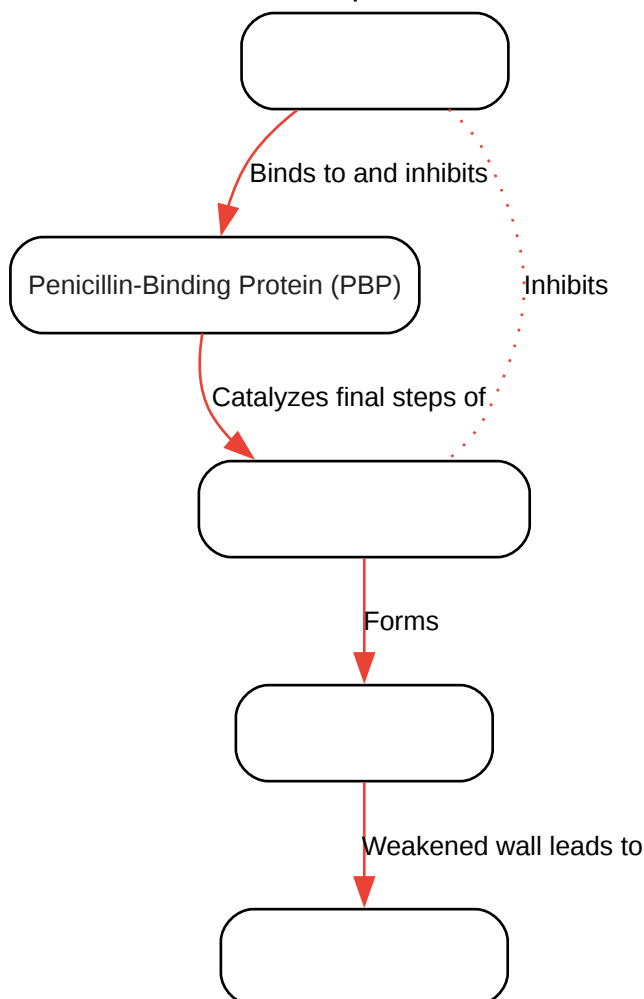 Binds to and inhibits
Penicillin-Binding Protein (PBP)
Inhibits
Catalyzes final steps of
Forms
Weakened wall leads to